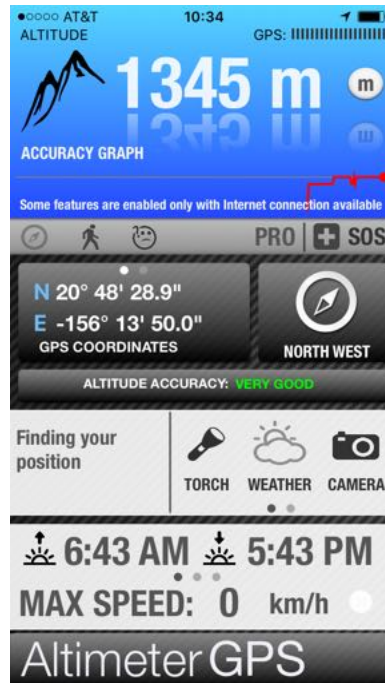 ●○○○○ AT&T 10:34
ALTITUDE GPS:
1345 m m
ACCURACY GRAPH
Some features are enabled only with Internet connection available
PRO SOS
N 20° 48' 28.9"
E -156° 13' 50.0"
GPS COORDINATES
NORTH WEST
ALTITUDE ACCURACY: VERY GOOD
Finding your
position
TORCH WEATHER CAMERA
6:43 AM 5:43 PM
MAX SPEED: 0 km/h
Altimeter GPS